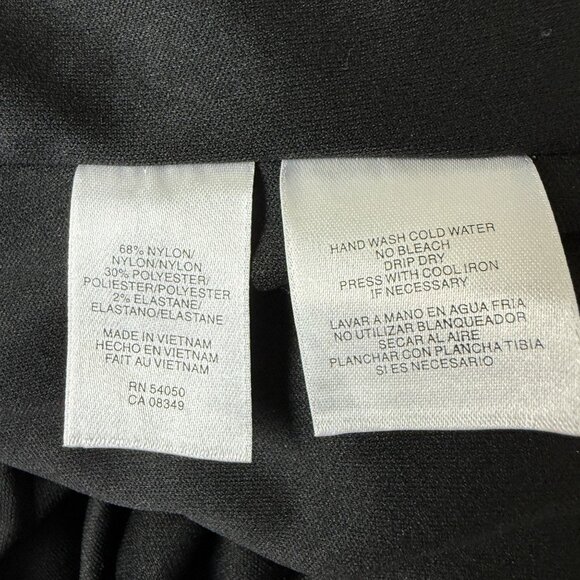 68% NYLON/
NYLON/NYLON
30% POLYESTER/
POLIESTER/POLYESTER
2% ELASTANE/
ELASTANO/ELASTANE
MADE IN VIETNAM
HECHO EN VIETNAM
FAIT AU VIETNAM
RN 54050
CA 08349
HAND WASH COLD WATER
NO BLEACH
DRIP DRY
PRESS WITH COOL IRON
IF NECESSARY
LAVAR A MANO EN AGUA FRIA
NO UTILIZAR BLANQUEADOR
SECAR AL AIRE
PLANCHAR CON PLANCHA TIBIA
SI ES NECESARIO